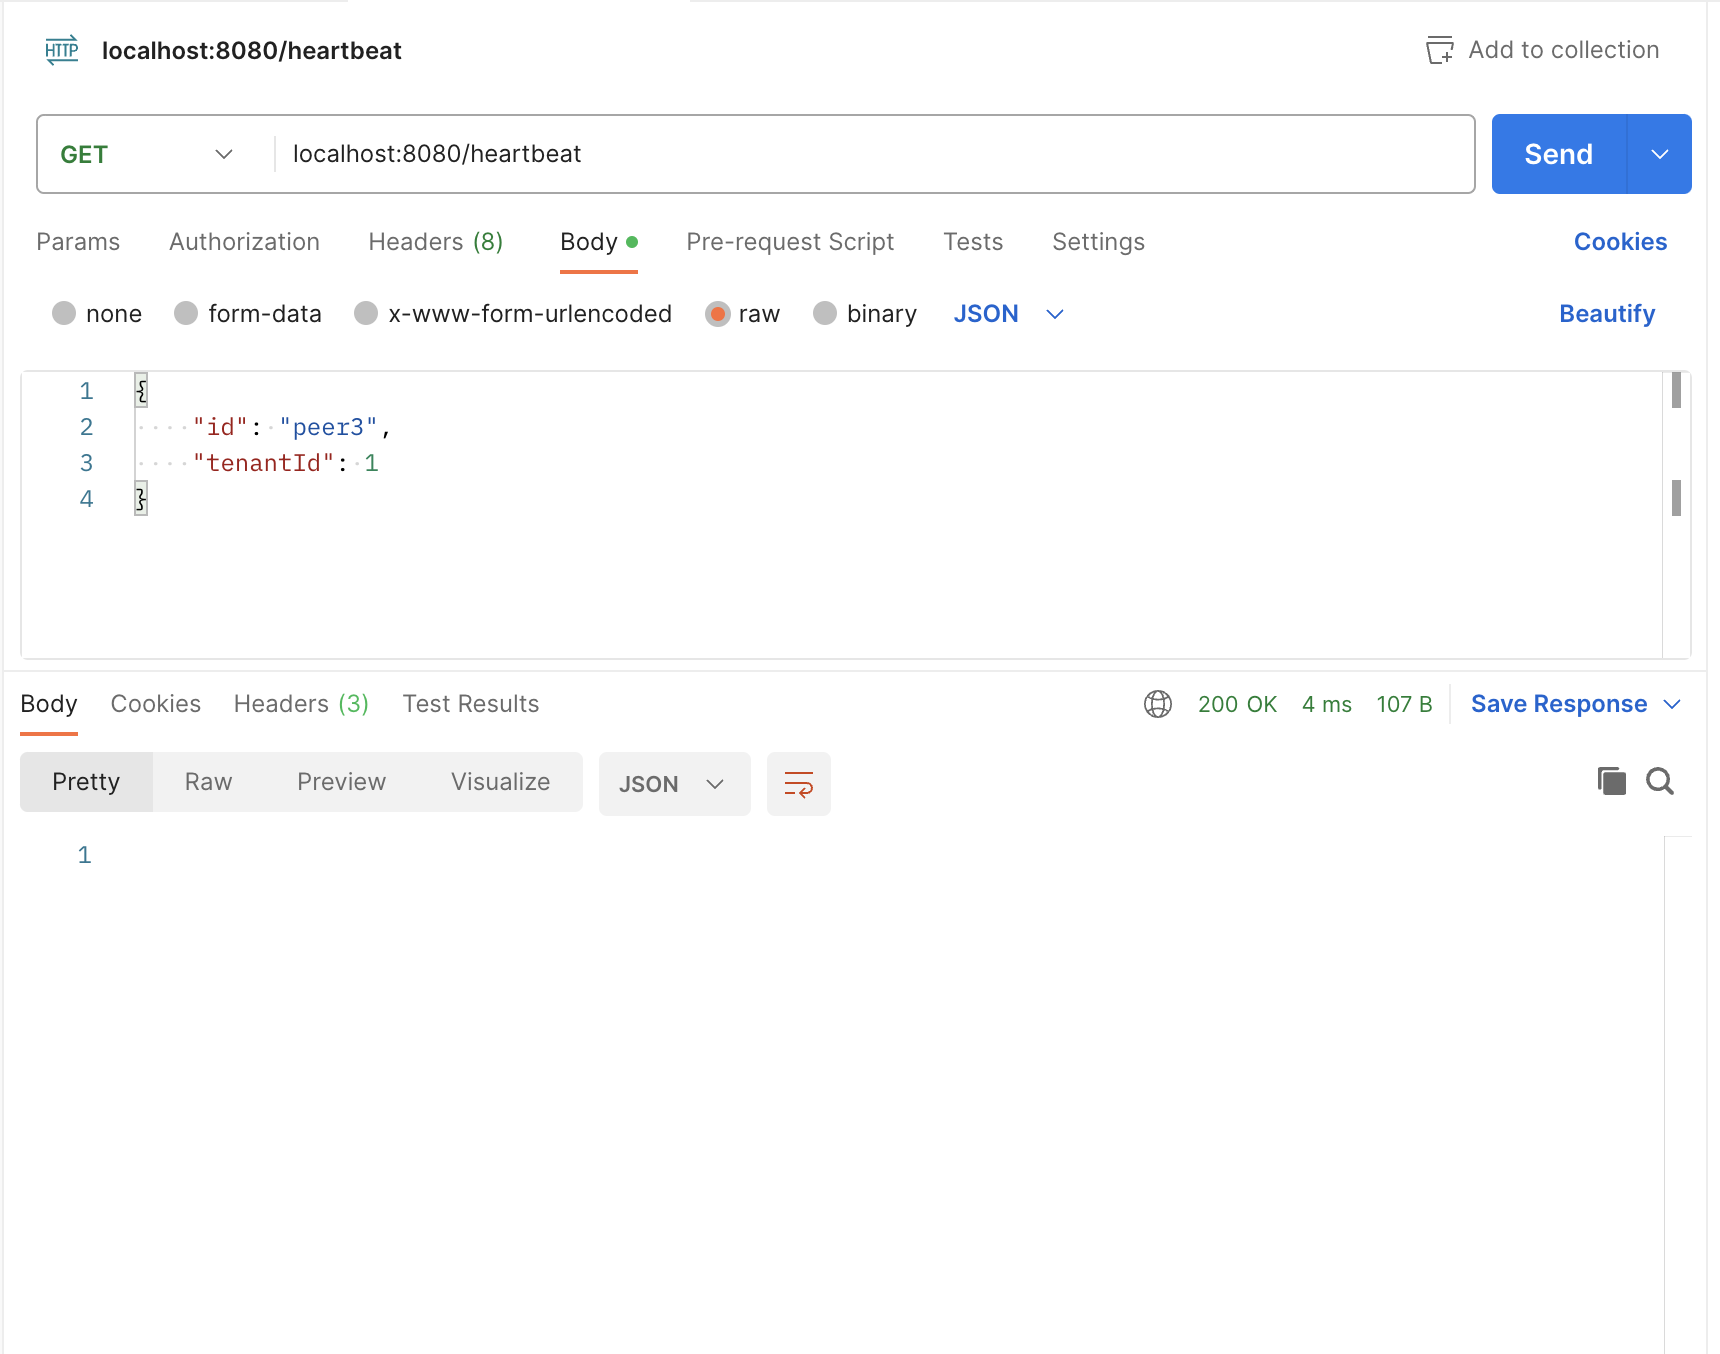 HTTP localhost:8080/heartbeat Add to collection
GET localhost:8080/heartbeat Send
Params Authorization Headers (8) Body Pre-request Script Tests Settings Cookies
none form-data x-www-form-urlencoded raw binary JSON Beautify
1 {
2 "id": "peer3",
3 "tenantId": 1
4 }
Body Cookies Headers (3) Test Results 200 OK 4 ms 107 B Save Response
Pretty Raw Preview Visualize JSON
1